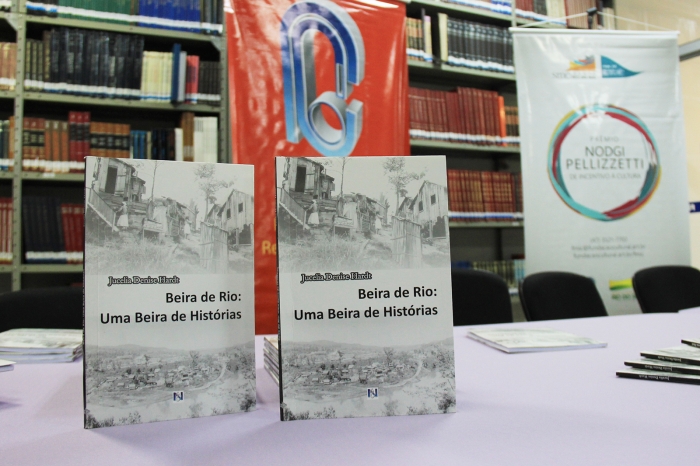 Jucelia Denise Hardt
Beira de Rio:
Uma Beira de Histórias
N
Jucelia Denise Hardt
Beira de Rio:
Uma Beira de Histórias
N
Re
PRÊMIO
NODGI
PELLIZZETTI
DE INCENTIVO À CULTURA